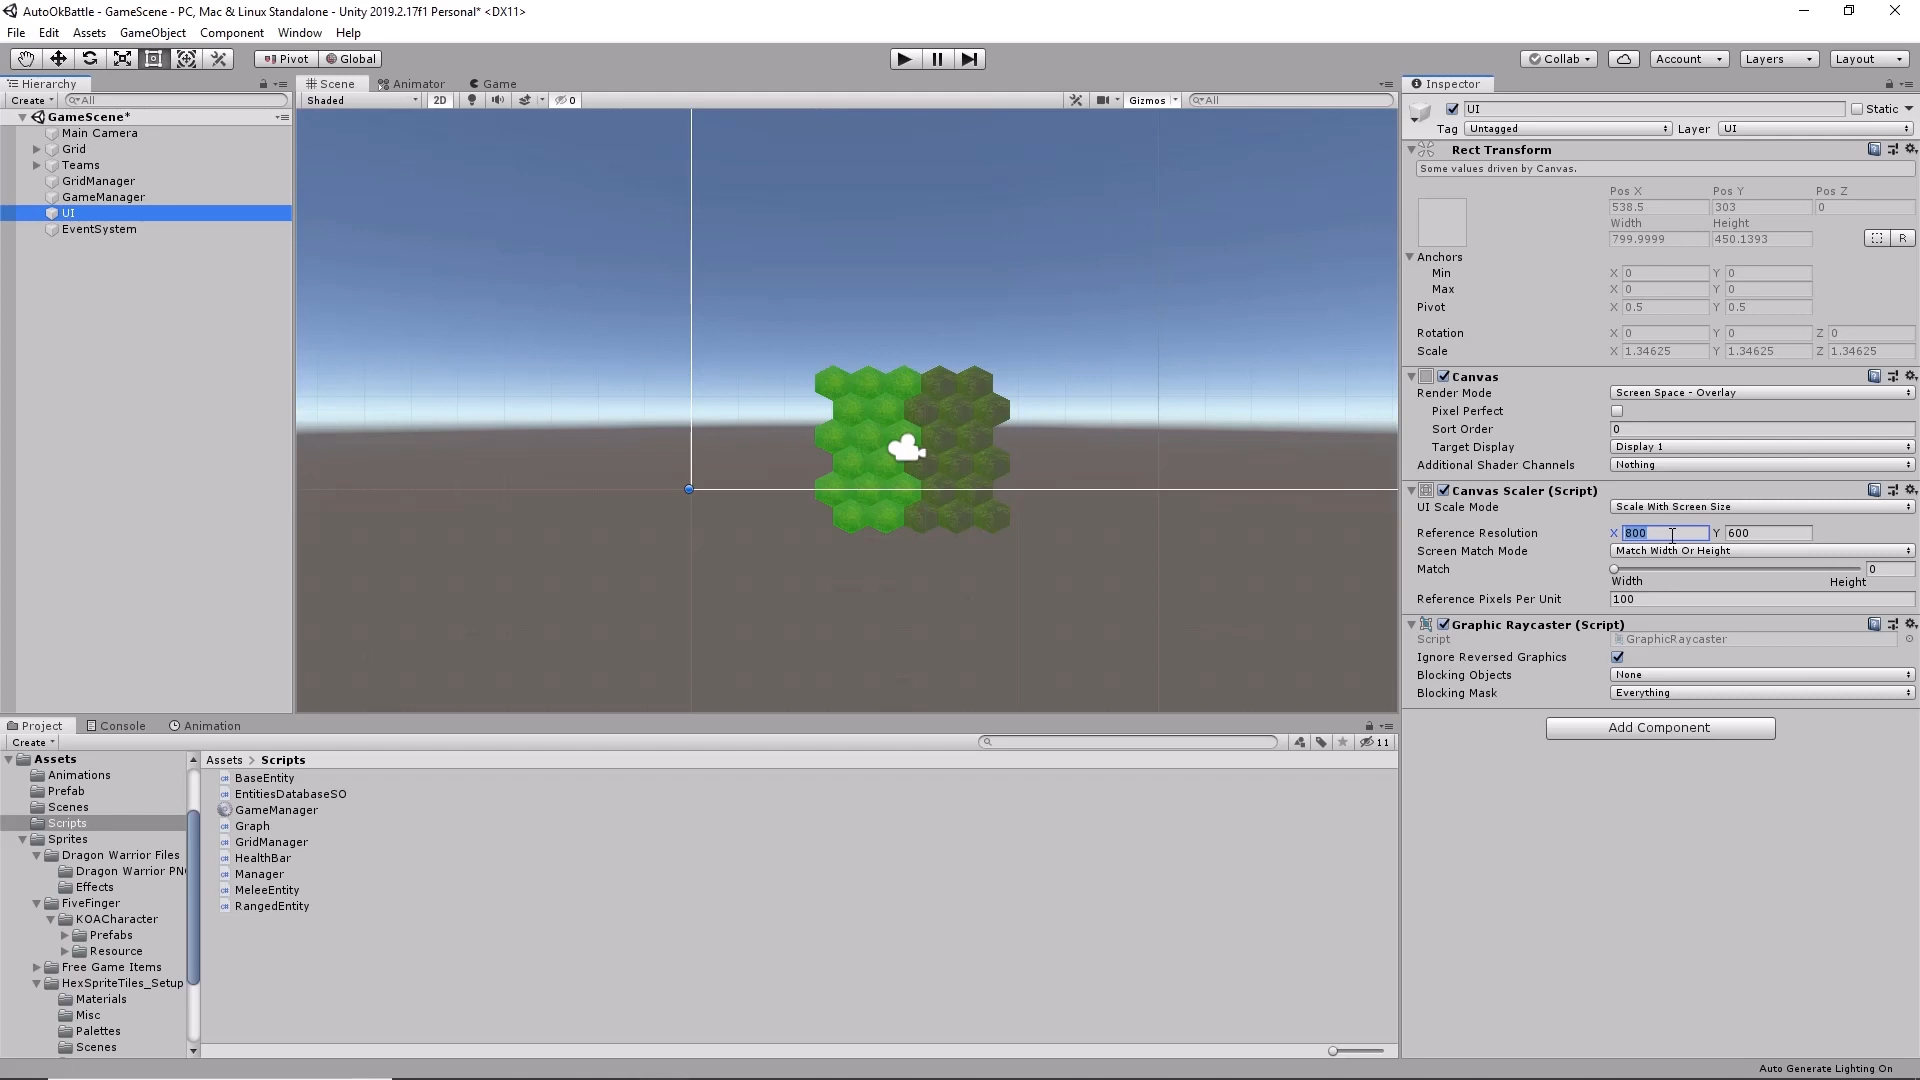 AutoOkBattle - GameScene - PC, Mac & Linux Standalone - Unity 2019.2.17f1 Personal* <DX11>
File Edit Assets GameObject Component Window Help
Pivot Global Collab Account Layers Layout
Hierarchy
Create All
GameScene*
Main Camera
Grid
Teams
GridManager
GameManager
UI
EventSystem
Scene Animator Game
Shaded 2D 0 Gizmos All
Inspector
UI Static
Tag Untagged Layer UI
Rect Transform
Some values driven by Canvas.
Pos X Pos Y Pos Z
538.5 303 0
Width Height
799.9999 450.1393
R
Anchors
Min X 0 Y 0
Max X 0 Y 0
Pivot X 0.5 Y 0.5
Rotation X 0 Y 0 Z 0
Scale X 1.34625 Y 1.34625 Z 1.34625
Canvas
Render Mode Screen Space - Overlay
Pixel Perfect
Sort Order 0
Target Display Display 1
Additional Shader Channels Nothing
Canvas Scaler (Script)
UI Scale Mode Scale With Screen Size
Reference Resolution X 800 Y 600
Screen Match Mode Match Width Or Height
Match 0
Width Height
Reference Pixels Per Unit 100
Graphic Raycaster (Script)
Script GraphicRaycaster
Ignore Reversed Graphics
Blocking Objects None
Blocking Mask Everything
Add Component
Project Console Animation
Create 11
Assets
Animations
Prefab
Scenes
Scripts
Sprites
Dragon Warrior Files
Dragon Warrior PN
Effects
FiveFinger
KOACharacter
Prefabs
Resource
Free Game Items
HexSpriteTiles_Setup
Materials
Misc
Palettes
Scenes
Assets > Scripts
BaseEntity
EntitiesDatabaseSO
GameManager
Graph
GridManager
HealthBar
Manager
MeleeEntity
RangedEntity
Auto Generate Lighting On